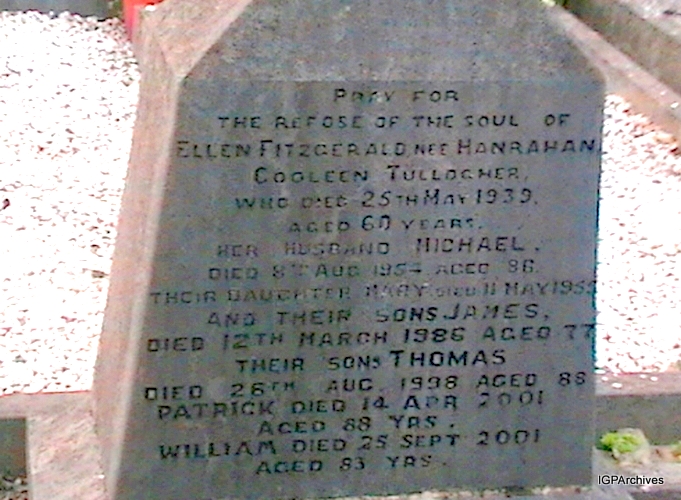 PRAY FOR
THE REPOSE OF THE SOUL OF
ELLEN FITZGERALD, NEE HANRAHAN
COOLEEN TULLOGHER,
WHO DIED 25TH MAY 1939,
AGED 60 YEARS.
HER HUSBAND MICHAEL,
DIED 8TH AUG 1954 AGED 86.
THEIR DAUGHTER MARY DIED 11 MAY 1955
AND THEIR SONS JAMES,
DIED 12TH MARCH 1986 AGED 77
THEIR SONS THOMAS
DIED 26TH AUG. 1998 AGED 88
PATRICK DIED 14 APR 2001
AGED 88 YRS.
WILLIAM DIED 25 SEPT 2001
AGED 83 YRS.
IGPArchives